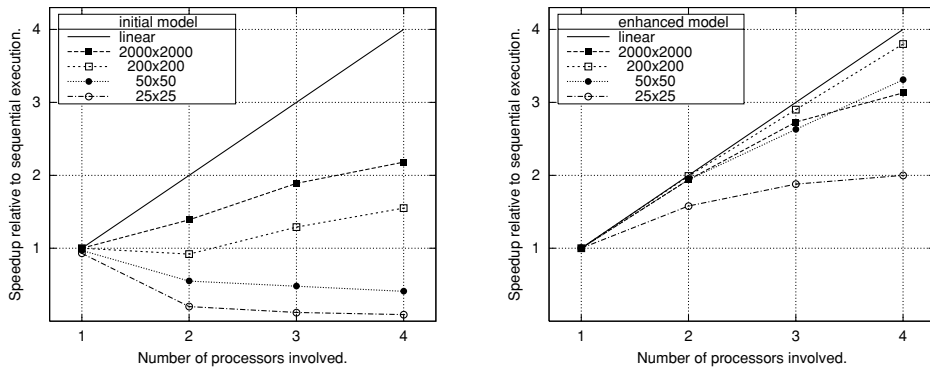 Speedup relative to sequential execution.
4
3
2
1
initial model
linear
2000x2000
200x200
50x50
25x25
1 2 3 4
Number of processors involved.
Speedup relative to sequential execution.
4
3
2
1
enhanced model
linear
2000x2000
200x200
50x50
25x25
1 2 3 4
Number of processors involved.